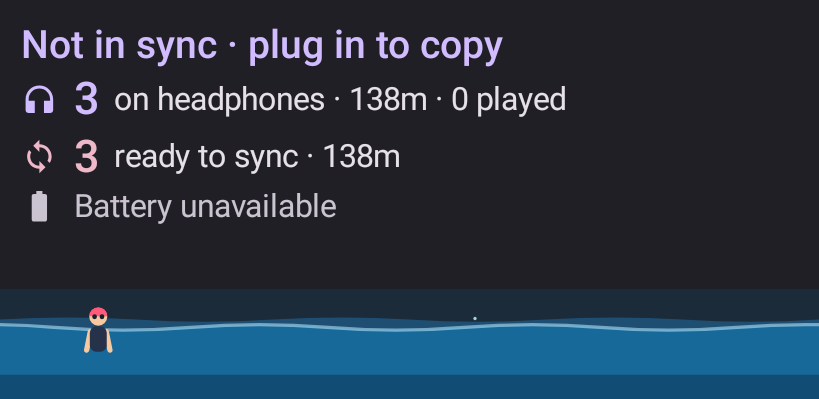 Not in sync · plug in to copy
3 on headphones · 138m · 0 played
3 ready to sync · 138m
Battery unavailable